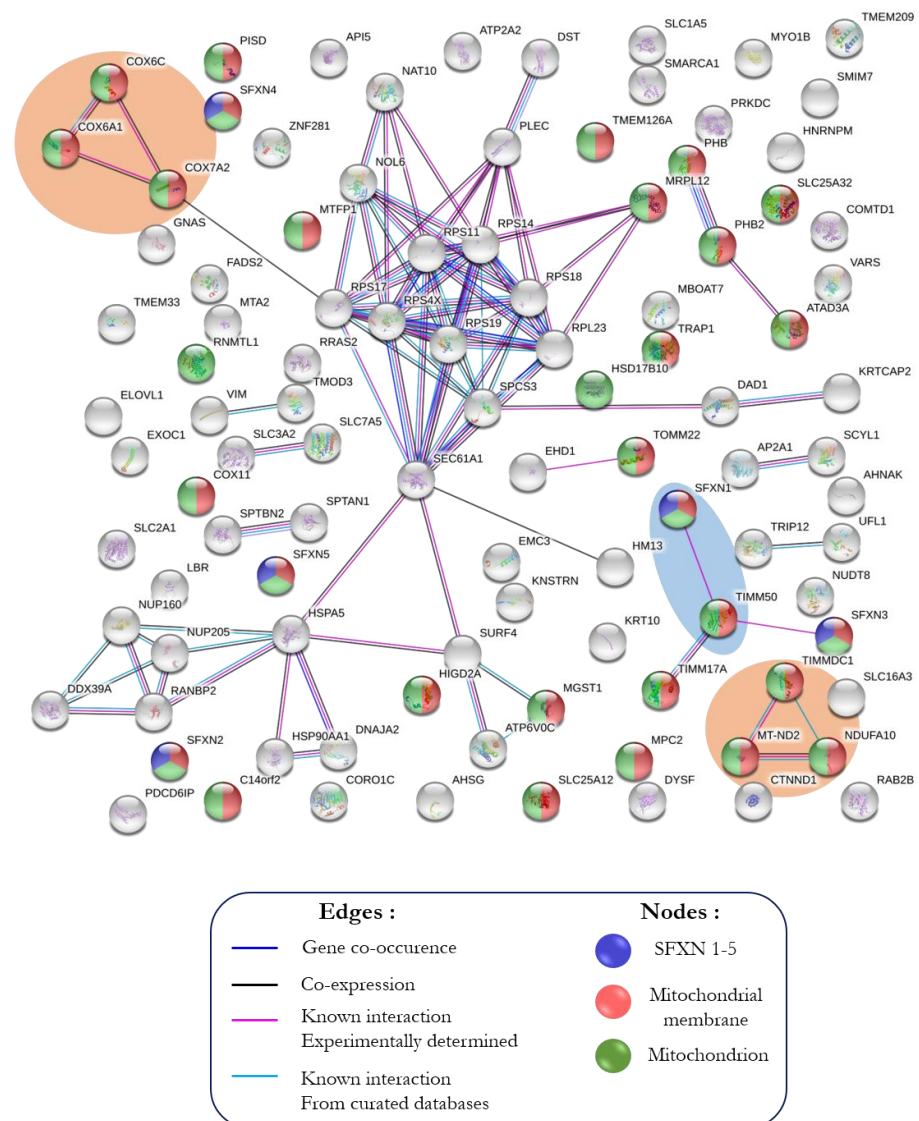 COX6C
PISD
API5
ATP2A2
DST
SLC1A5
MYO1B
TMEM209
SMARCA1
NAT10
SMIM7
SFXN4
PRKDC
COX6A1
ZNF281
PLEC
TMEM126A
PHB
HNRNPM
COX7A2
NOL6
MRPL12
SLC25A32
GNAS
MTFP1
RPS11
RPS14
PHB2
COMTD1
FADS2
RPS17
RPS4X
RPS18
VARS
TMEM33
MTA2
RPS19
RPL23
MBOAT7
ATAD3A
RNMTL1
RRAS2
TRAP1
HSD17B10
ELOVL1
VIM
TMOD3
SPCS3
DAD1
KRTCAP2
EXOC1
SLC3A2
SLC7A5
SEC61A1
EHD1
TOMM22
AP2A1
SCYL1
COX11
SFXN1
AHNAK
SLC2A1
SPTBN2
SPTAN1
TRIP12
UFL1
LBR
SFXN5
EMC3
HM13
NUP160
KNSTRN
TIMM50
NUDT8
NUP205
HSPA5
SURF4
KRT10
SFXN3
DDX39A
RANBP2
HIGD2A
MGST1
TIMM17A
TIMMDC1
SLC16A3
SFXN2
HSP90AA1
DNAJA2
ATP6V0C
MPC2
MT-ND2
NDUFA10
PDCD6IP
C14orf2
CORO1C
AHSG
SLC25A12
DYSF
CTNND1
RAB2B
Edges :
Nodes :
Gene co-occurence
SFXN 1-5
Co-expression
Mitochondrial
membrane
Known interaction
Experimentally determined
Mitochondrion
Known interaction
From curated databases